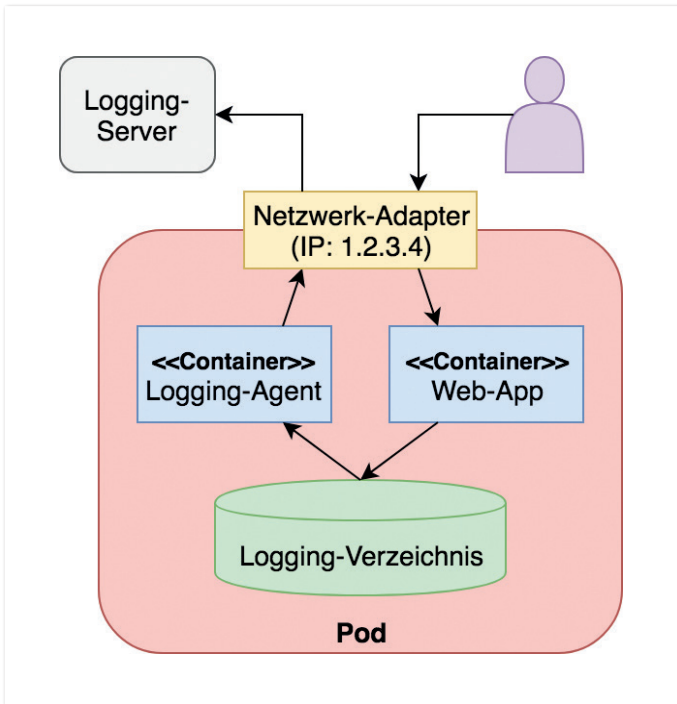 Logging-
Server
Netzwerk-Adapter
(IP: 1.2.3.4)
<<Container>>
Logging-Agent
<<Container>>
Web-App
Logging-Verzeichnis
Pod